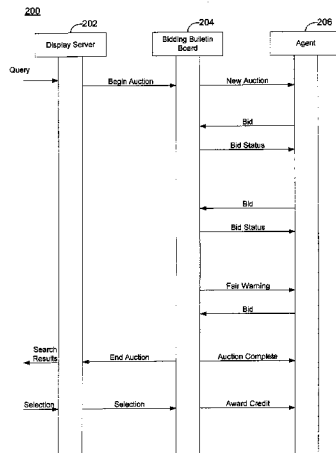 200
202
204
206
Display Server
Bidding Bulletin
Board
Agent
Query
Begin Auction
New Auction
Bid
Bid Status
Bid
Bid Status
Fair Warning
Bid
Search
Results
End Auction
Auction Complete
Selection
Selection
Award Credit